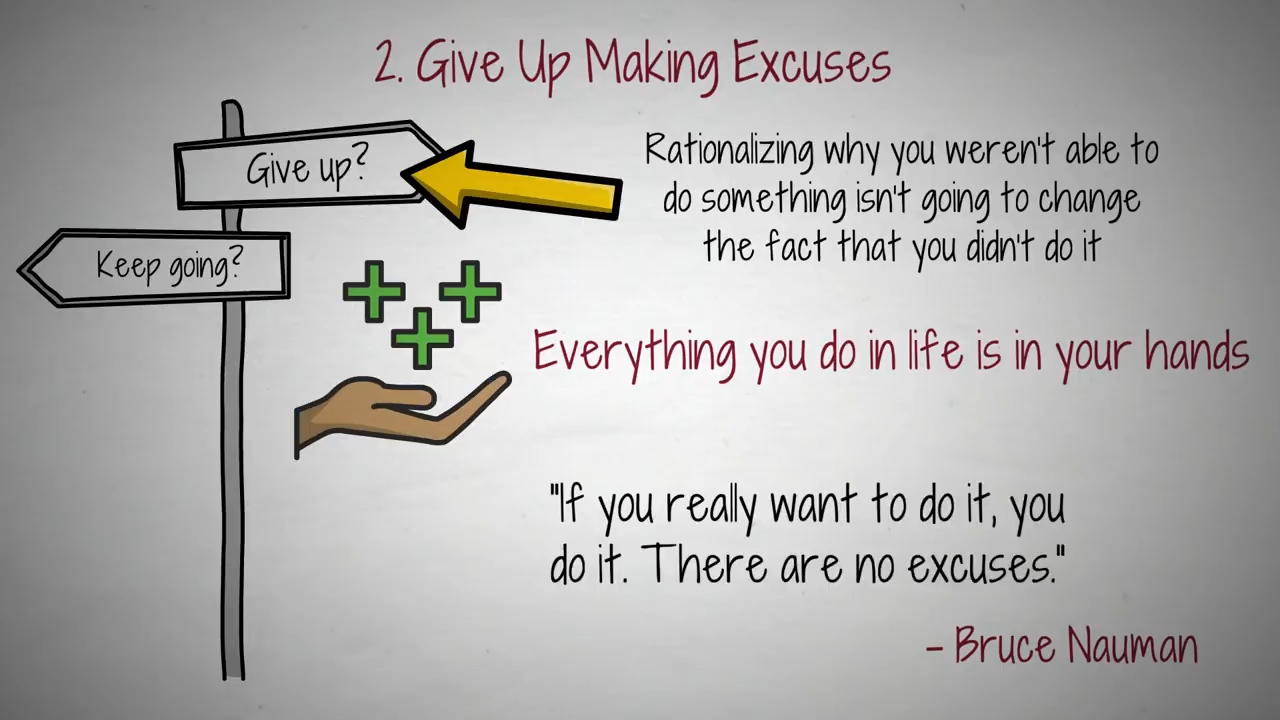 2. Give Up Making Excuses
Give up?
Keep going?
Rationalizing why you weren't able to
do something isn't going to change
the fact that you didn't do it
Everything you do in life is in your hands
"If you really want to do it, you
do it. There are no excuses."
- Bruce Nauman